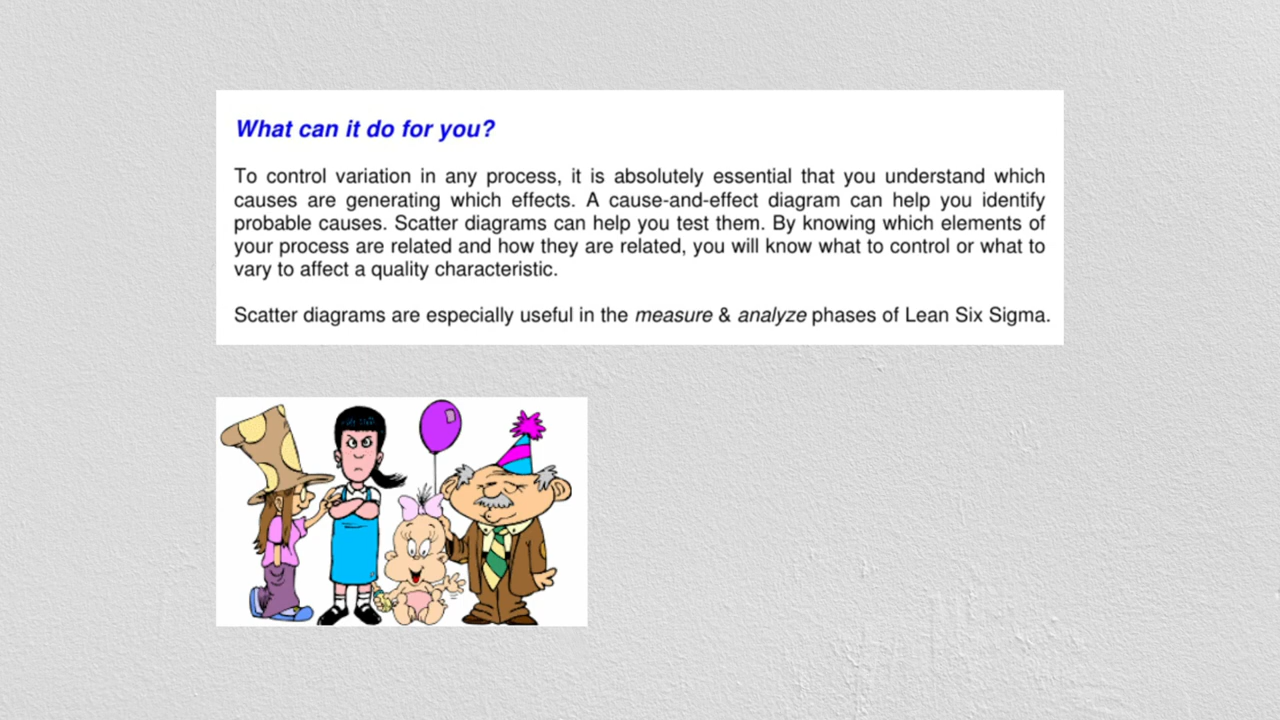 What can it do for you?
To control variation in any process, it is absolutely essential that you understand which
causes are generating which effects. A cause-and-effect diagram can help you identify
probable causes. Scatter diagrams can help you test them. By knowing which elements of
your process are related and how they are related, you will know what to control or what to
vary to affect a quality characteristic.
Scatter diagrams are especially useful in the measure & analyze phases of Lean Six Sigma.